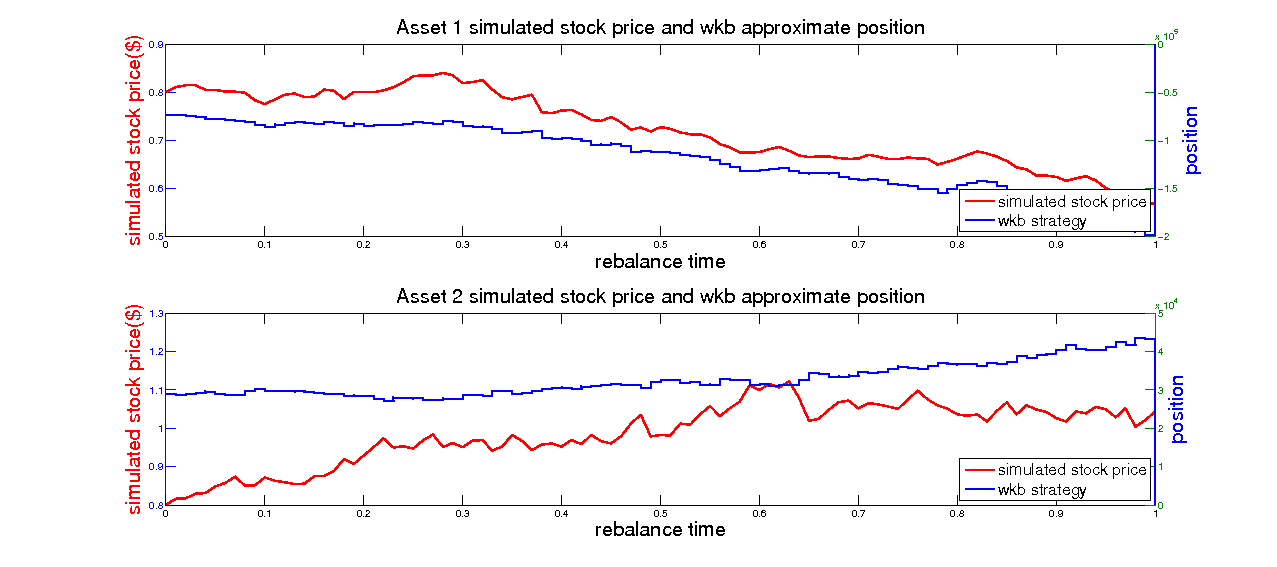 Asset 1 simulated stock price and wkb approximate position
x 10^5
simulated stock price($)
0.9
0.8
0.7
0.6
0.5
0
-0.5
-1
-1.5
-2
position
simulated stock price
wkb strategy
0 0.1 0.2 0.3 0.4 0.5 0.6 0.7 0.8 0.9 1
rebalance time
Asset 2 simulated stock price and wkb approximate position
x 10^4
simulated stock price($)
1.3
1.2
1.1
1
0.9
0.8
5
4
3
2
1
0
position
simulated stock price
wkb strategy
0 0.1 0.2 0.3 0.4 0.5 0.6 0.7 0.8 0.9 1
rebalance time